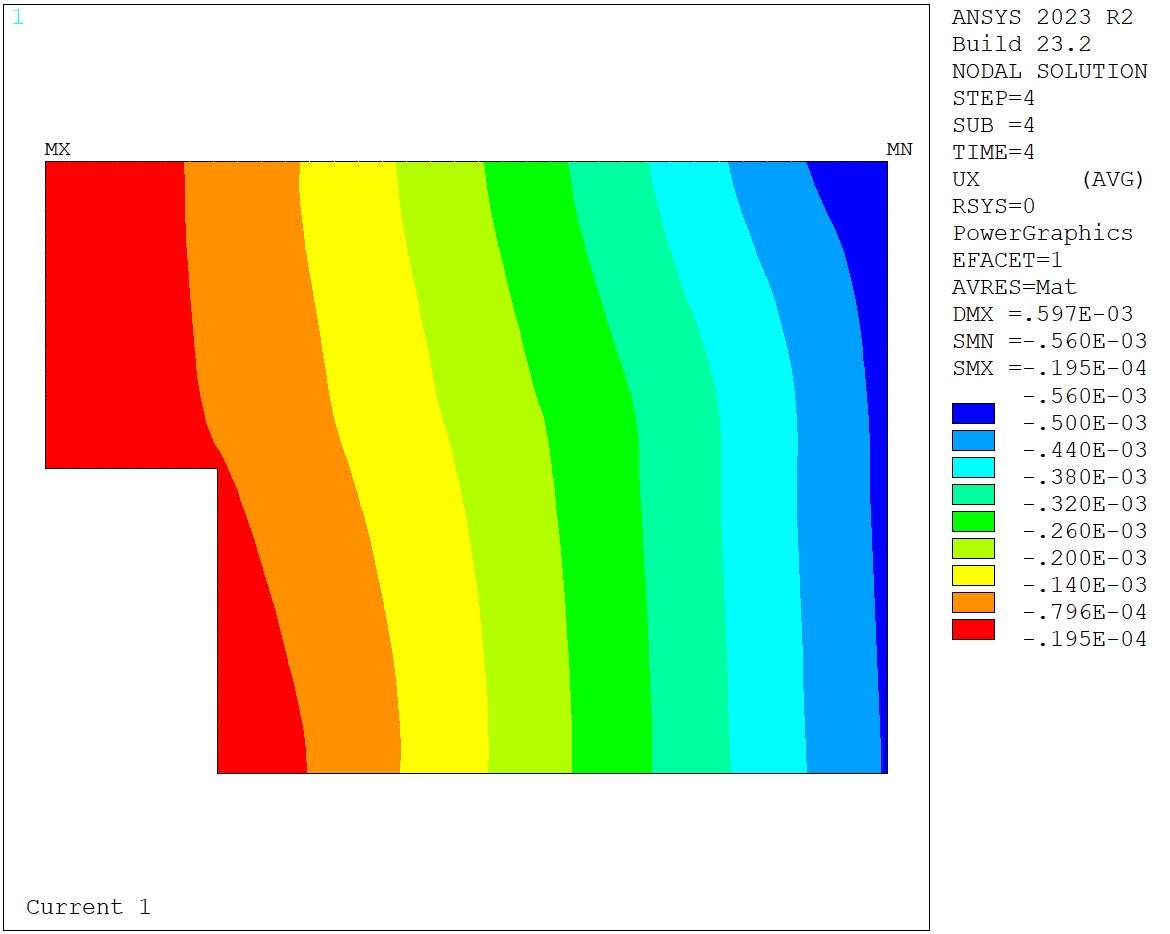 1
ANSYS 2023 R2
Build 23.2
NODAL SOLUTION
STEP=4
SUB =4
TIME=4
UX (AVG)
RSYS=0
PowerGraphics
EFACET=1
AVRES=Mat
DMX =.597E-03
SMN =-.560E-03
SMX =-.195E-04
-.560E-03
-.500E-03
-.440E-03
-.380E-03
-.320E-03
-.260E-03
-.200E-03
-.140E-03
-.796E-04
-.195E-04
MX
MN
Current 1